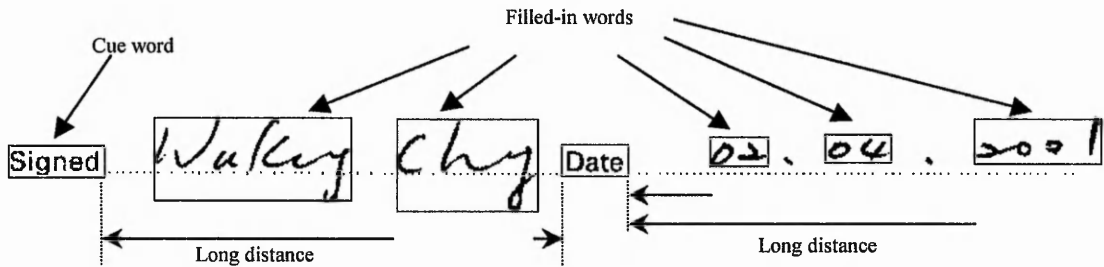 Filled-in words
Cue word
Signed Date 02 . 04 . 2001
Long distance Long distance